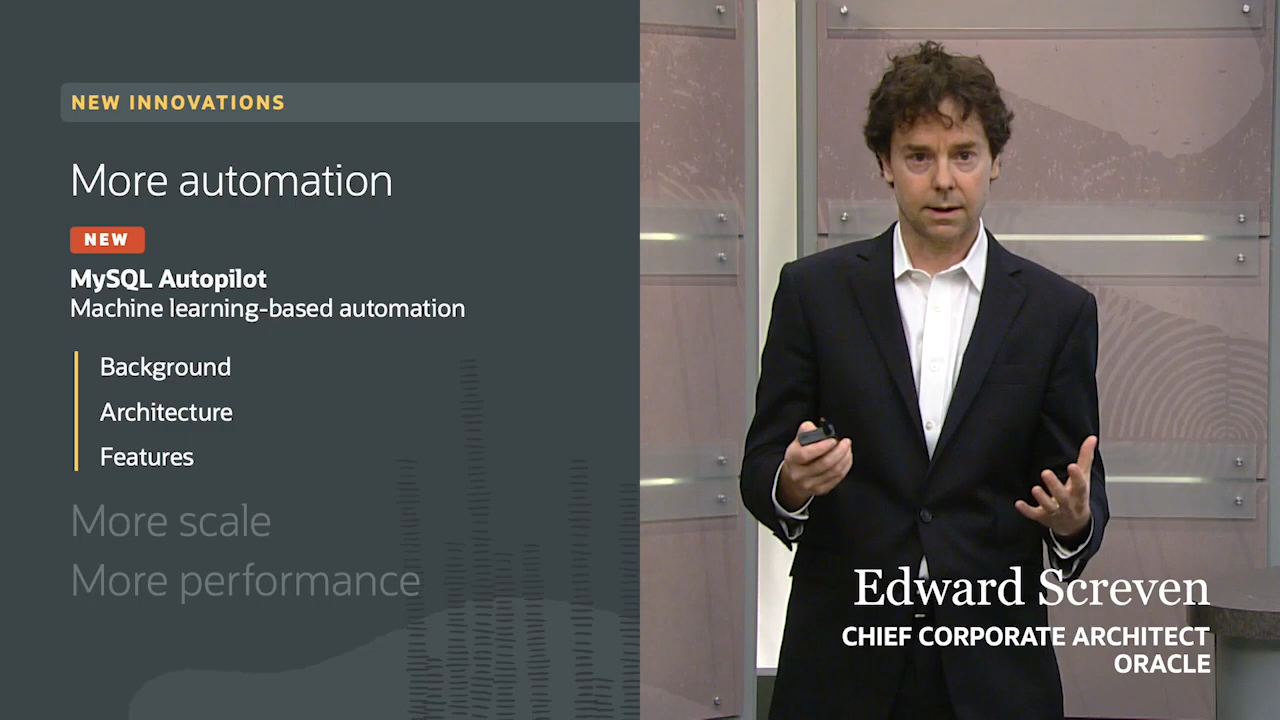 NEW INNOVATIONS
More automation
NEW
MySQL Autopilot
Machine learning-based automation
Background
Architecture
Features
More scale
More performance
Edward Screven
CHIEF CORPORATE ARCHITECT
ORACLE